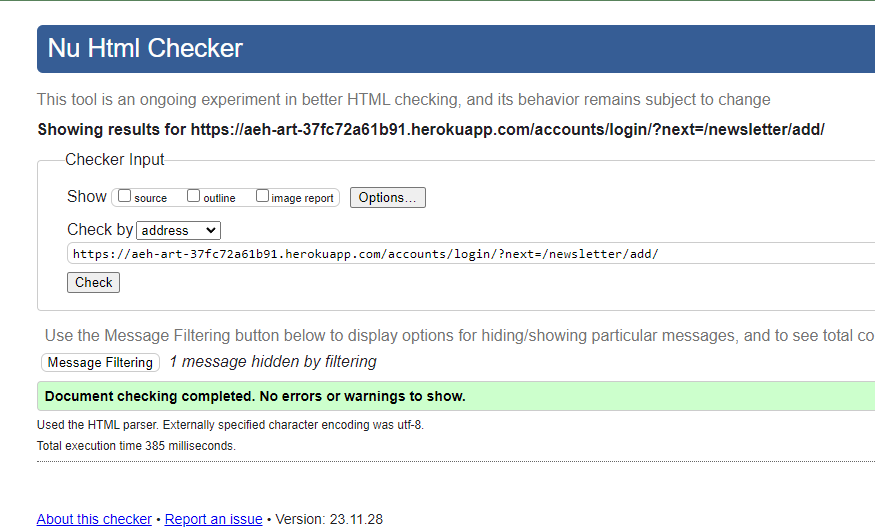 Nu Html Checker
This tool is an ongoing experiment in better HTML checking, and its behavior remains subject to change
Showing results for https://aeh-art-37fc72a61b91.herokuapp.com/accounts/login/?next=/newsletter/add/
Checker Input
Show source outline image report Options...
Check by address
https://aeh-art-37fc72a61b91.herokuapp.com/accounts/login/?next=/newsletter/add/
Check
Use the Message Filtering button below to display options for hiding/showing particular messages, and to see total co
Message Filtering 1 message hidden by filtering
Document checking completed. No errors or warnings to show.
Used the HTML parser. Externally specified character encoding was utf-8.
Total execution time 385 milliseconds.
About this checker • Report an issue • Version: 23.11.28